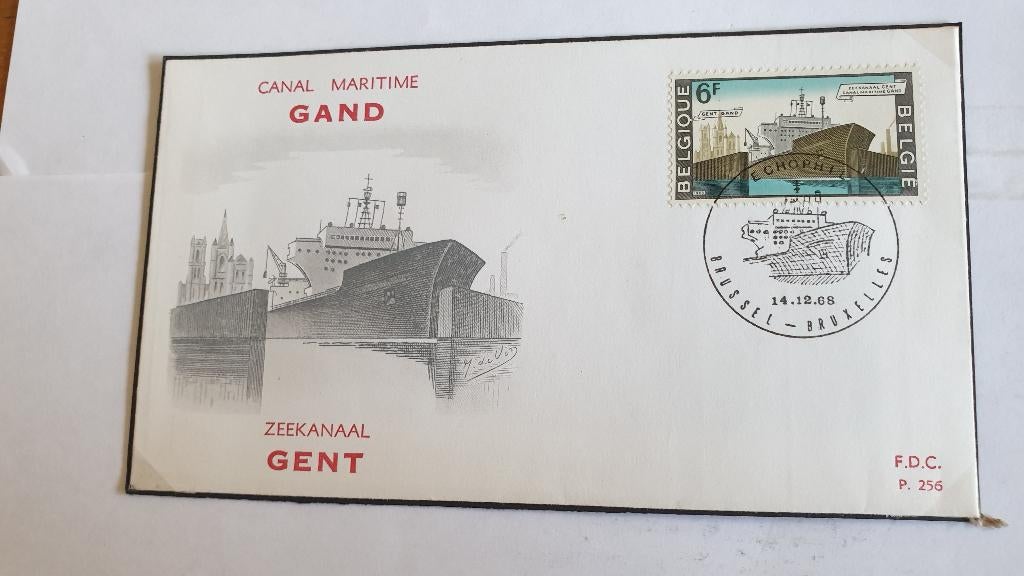 CANAL MARITIME
GAND
ZEEKANAAL
GENT
BELGIQUE
6F
GENT GAND
ZEEKANAAL GENT
CANAL MARITIME GAND
BELGIË
1968
BRUSSEL — BRUXELLES
14.12.68
F.D.C.
P. 256